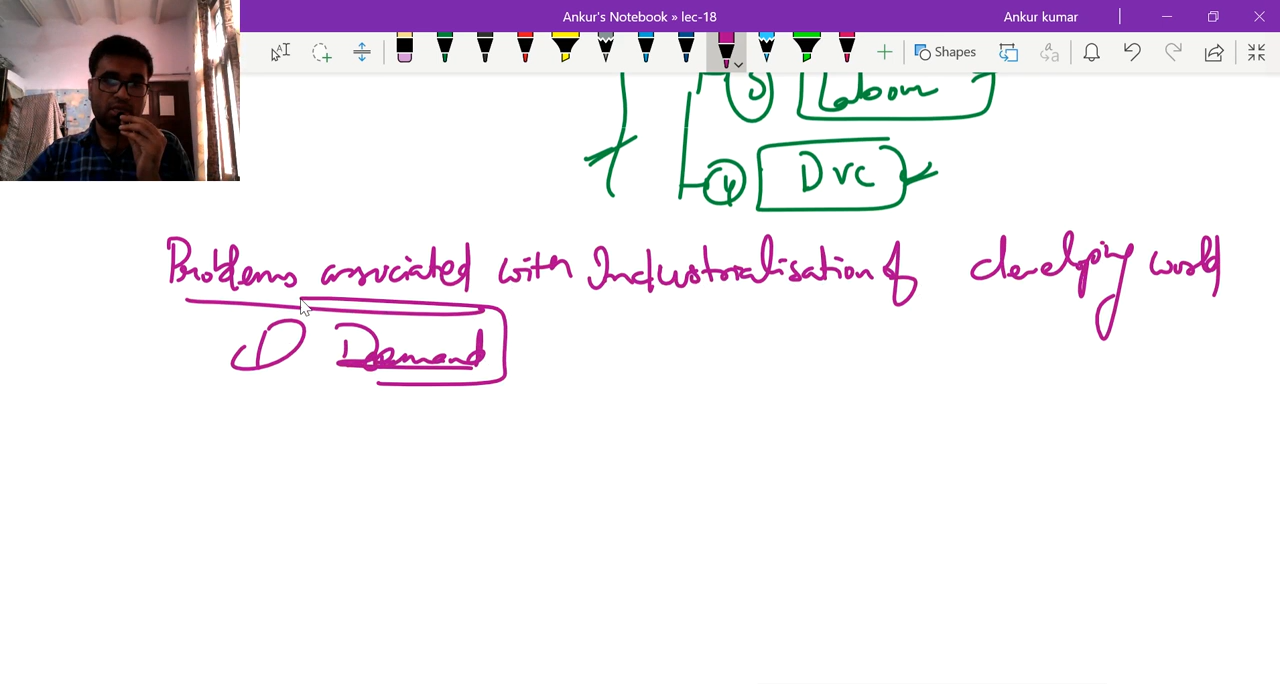 Ankur's Notebook » lec-18
Ankur kumar
Shapes
3 Labour
4 DVC
Problems associated with Industrialisation of developing world
1 Demand